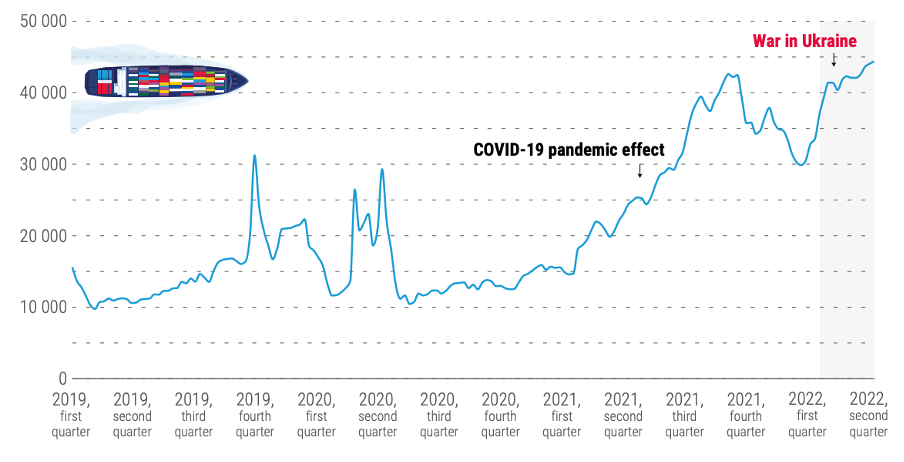 50 000
War in Ukraine
40 000
COVID-19 pandemic effect
30 000
20 000
10 000
0
2019, 2019, 2019, 2019, 2020, 2020, 2020, 2020, 2021, 2021, 2021, 2021, 2022, 2022,
first second third fourth first second third fourth first second third fourth first second
quarter quarter quarter quarter quarter quarter quarter quarter quarter quarter quarter quarter quarter quarter